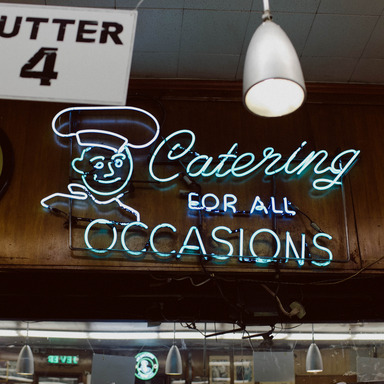 UTTER
4
Catering
FOR ALL
OCCASIONS